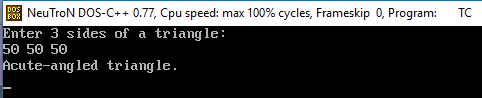 NeuTroN DOS-C++ 0.77, Cpu speed: max 100% cycles, Frameskip 0, Program: TC
Enter 3 sides of a triangle:
50 50 50
Acute-angled triangle.